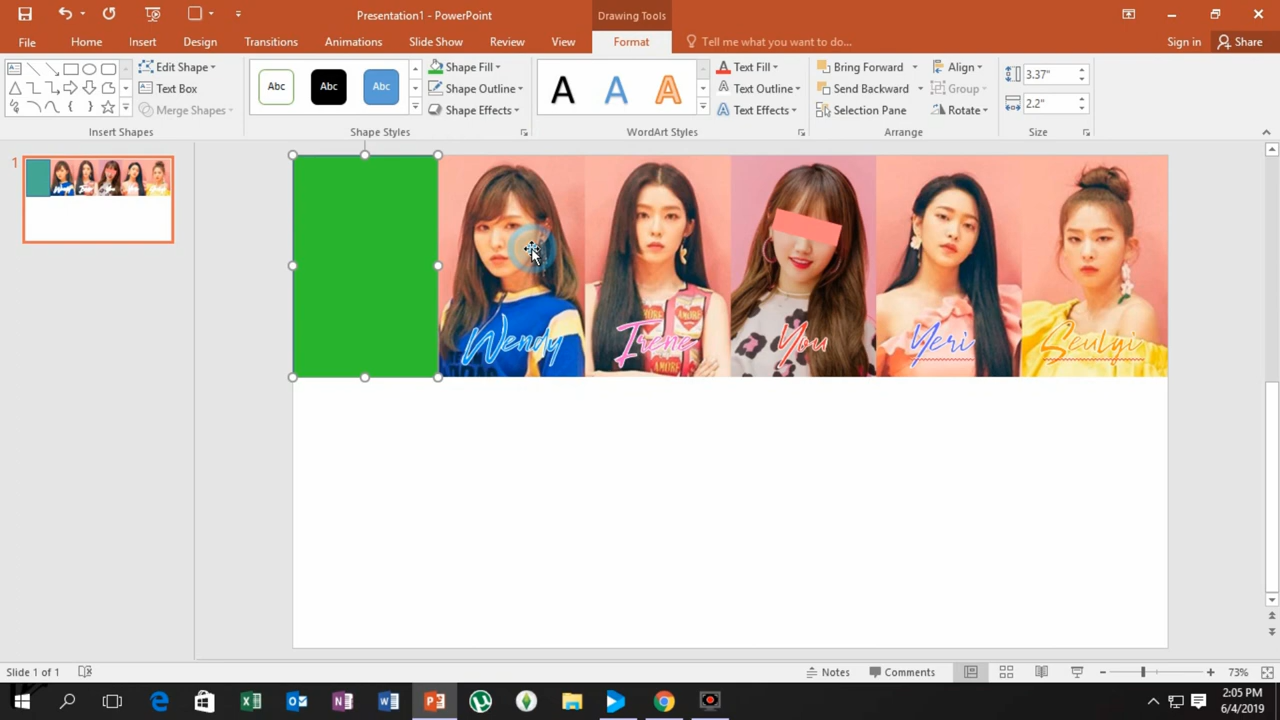 Presentation1 - PowerPoint
Drawing Tools
File Home Insert Design Transitions Animations Slide Show Review View Format Tell me what you want to do... Sign in Share
Edit Shape
Text Box
Merge Shapes
Insert Shapes
Abc Abc Abc
Shape Fill
Shape Outline
Shape Effects
Shape Styles
A A A
Text Fill
Text Outline
Text Effects
WordArt Styles
Bring Forward
Send Backward
Selection Pane
Align
Group
Rotate
Arrange
3.37"
2.2"
Size
1
Wendy Irene You Yeri Seulgi
Slide 1 of 1
Notes Comments 73%
2:05 PM
6/4/2019